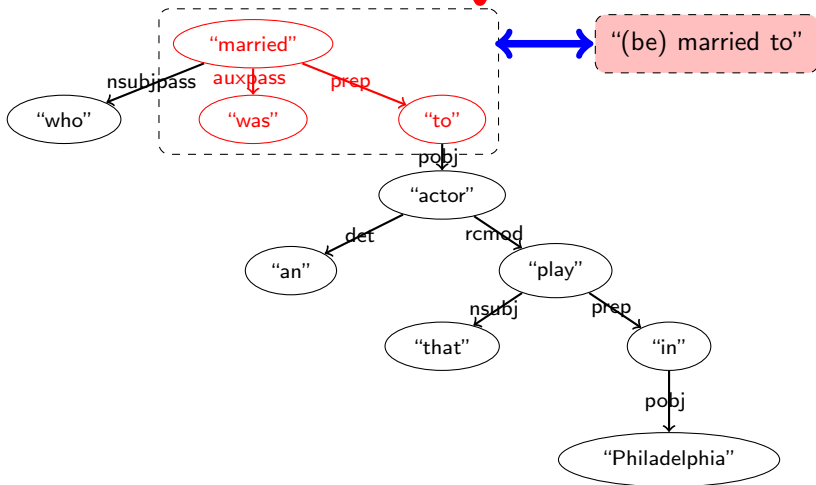 “married”
“(be) married to”
nsubjpass
auxpass
prep
“who”
“was”
“to”
pobj
“actor”
det
rcmod
“an”
“play”
nsubj
prep
“that”
“in”
pobj
“Philadelphia”